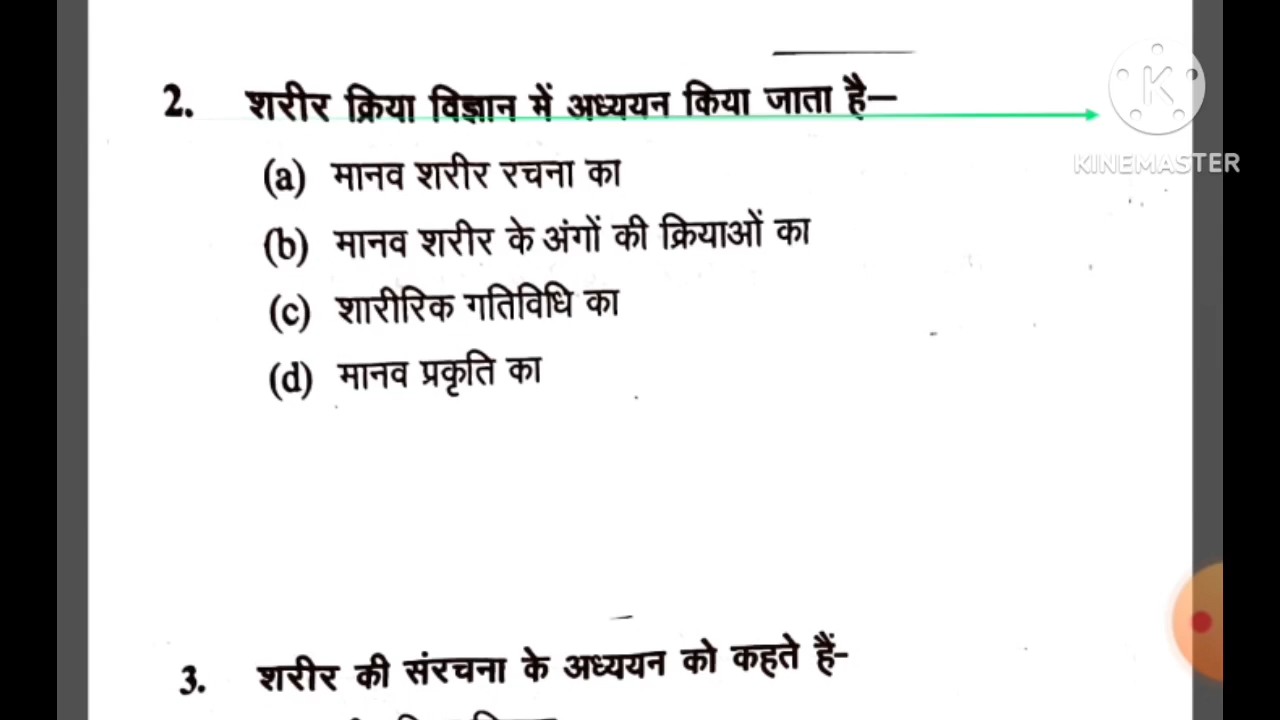 2. शरीर क्रिया विज्ञान में अध्ययन किया जाता है–
(a) मानव शरीर रचना का
(b) मानव शरीर के अंगों की क्रियाओं का
(c) शारीरिक गतिविधि का
(d) मानव प्रकृति का
K
KINEMASTER
3. शरीर की संरचना के अध्ययन को कहते हैं-